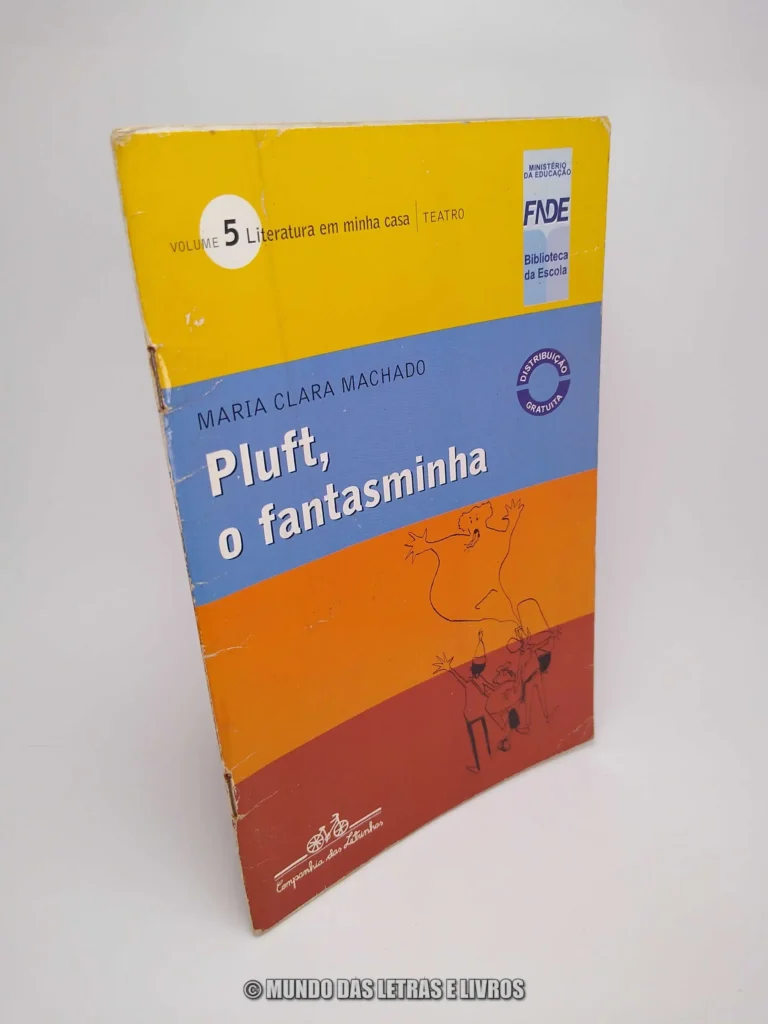 MINISTÉRIO
DA EDUCAÇÃO
FNDE
Biblioteca
da Escola
VOLUME 5 Literatura em minha casa | TEATRO
DISTRIBUIÇÃO
GRATUITA
MARIA CLARA MACHADO
Pluft,
o fantasminha
Companhia das Letrinhas
© MUNDO DAS LETRAS E LIVROS